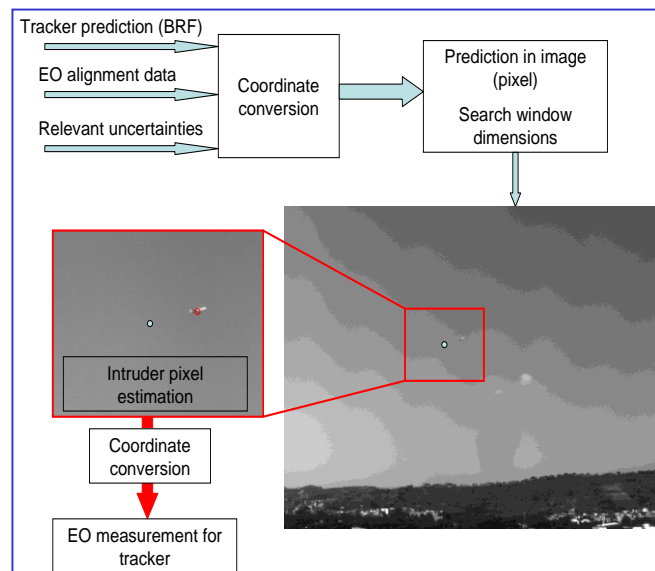 Tracker prediction (BRF)
EO alignment data
Relevant uncertainties
Coordinate
conversion
Prediction in image
(pixel)
Search window
dimensions
Intruder pixel
estimation
Coordinate
conversion
EO measurement for
tracker